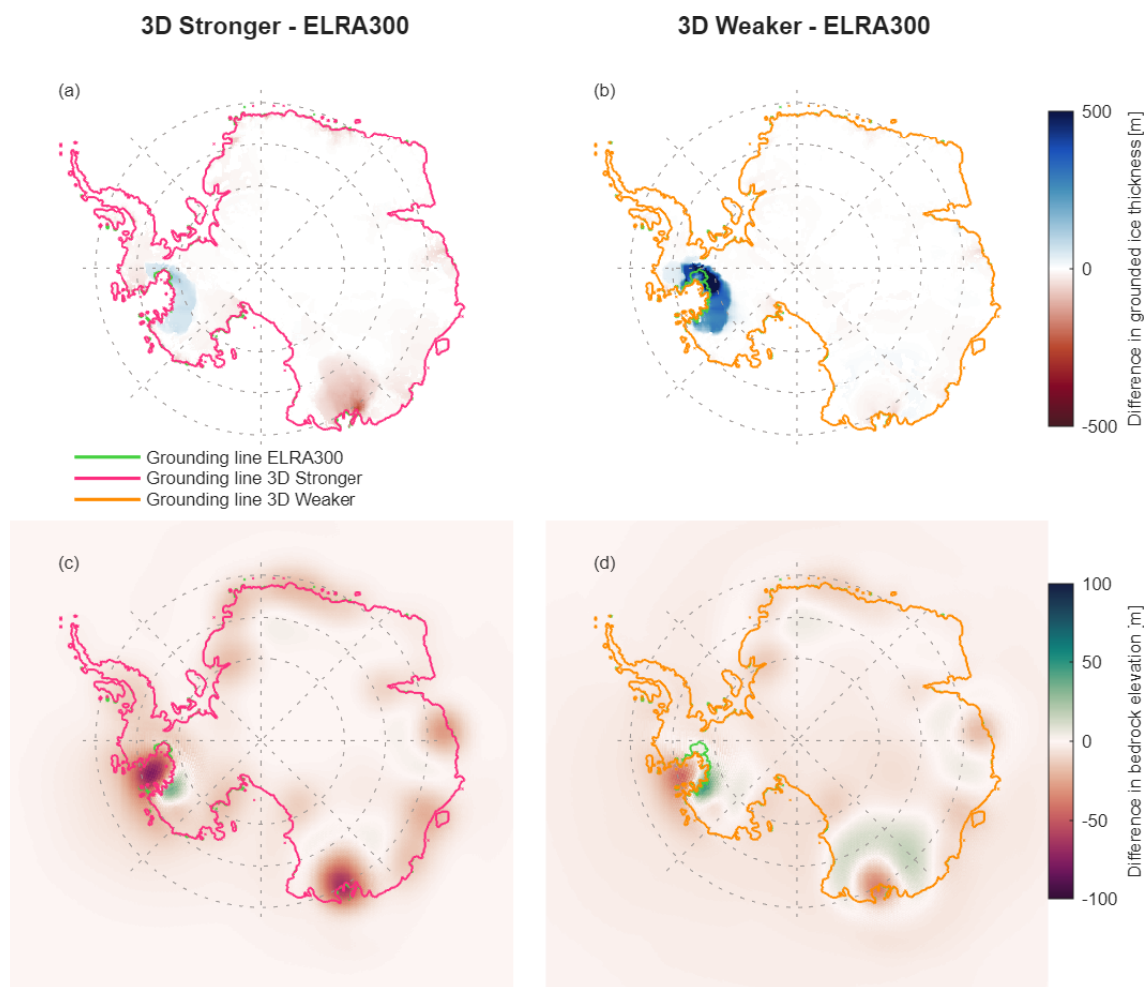 3D Stronger - ELRA300
3D Weaker - ELRA300
(a)
(b)
500
0
-500
Difference in grounded ice thickness [m]
Grounding line ELRA300
Grounding line 3D Stronger
Grounding line 3D Weaker
(c)
(d)
100
50
0
-50
-100
Difference in bedrock elevation m]